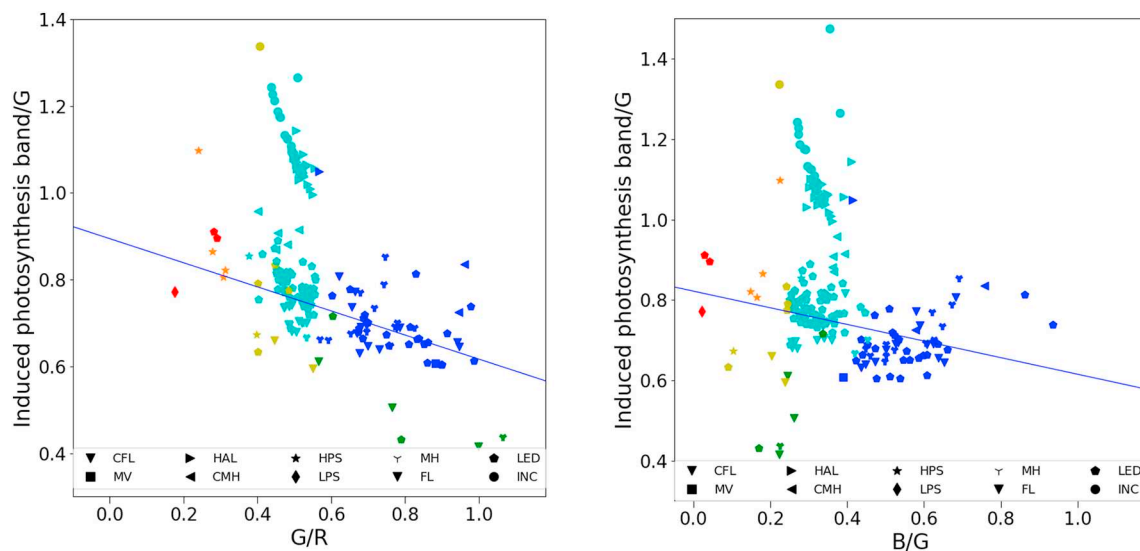 1.4
1.2
1.0
0.8
0.6
0.4
Induced photosynthesis band/G
CFL HAL HPS MH LED
MV CMH LPS FL INC
0.0 0.2 0.4 0.6 0.8 1.0
G/R
1.4
1.2
1.0
0.8
0.6
0.4
Induced photosynthesis band/G
CFL HAL HPS MH LED
MV CMH LPS FL INC
0.0 0.2 0.4 0.6 0.8 1.0
B/G